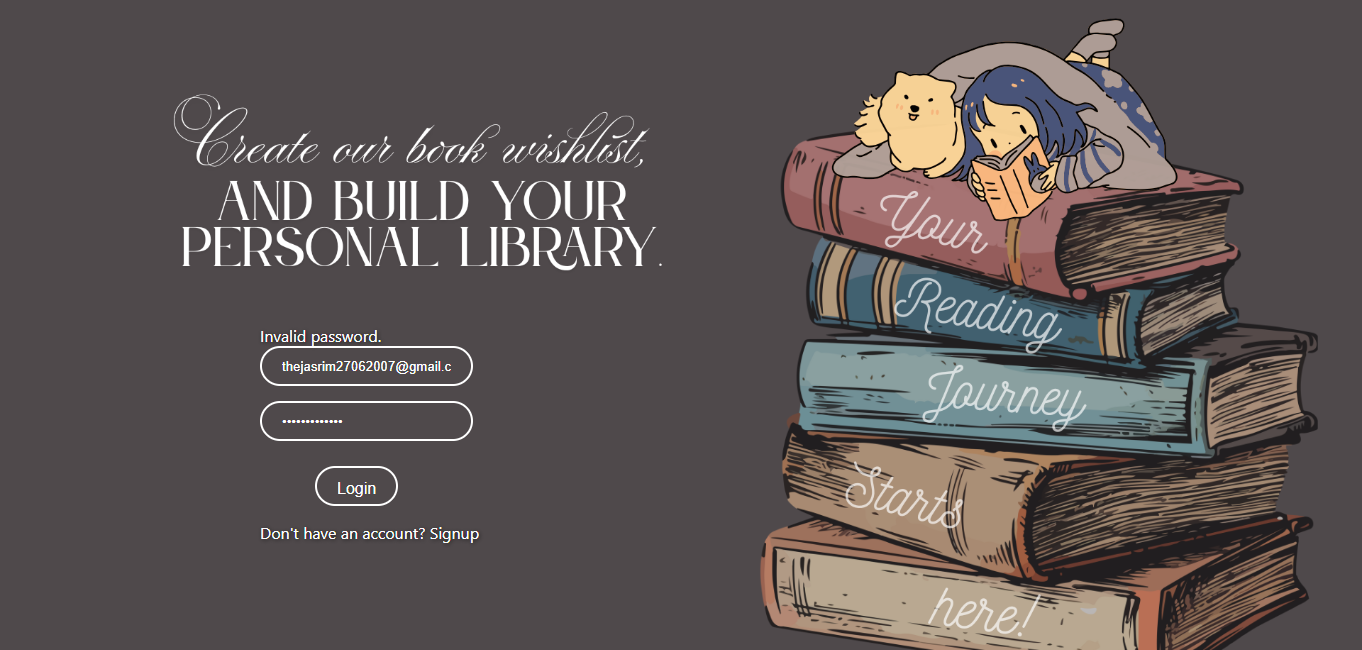 Create our book wishlist,
AND BUILD YOUR
PERSONAL LIBRARY.
Invalid password.
thejasrim27062007@gmail.c
•••••••••••••
Login
Don't have an account? Signup
Your
Reading
Journey
Starts
here!